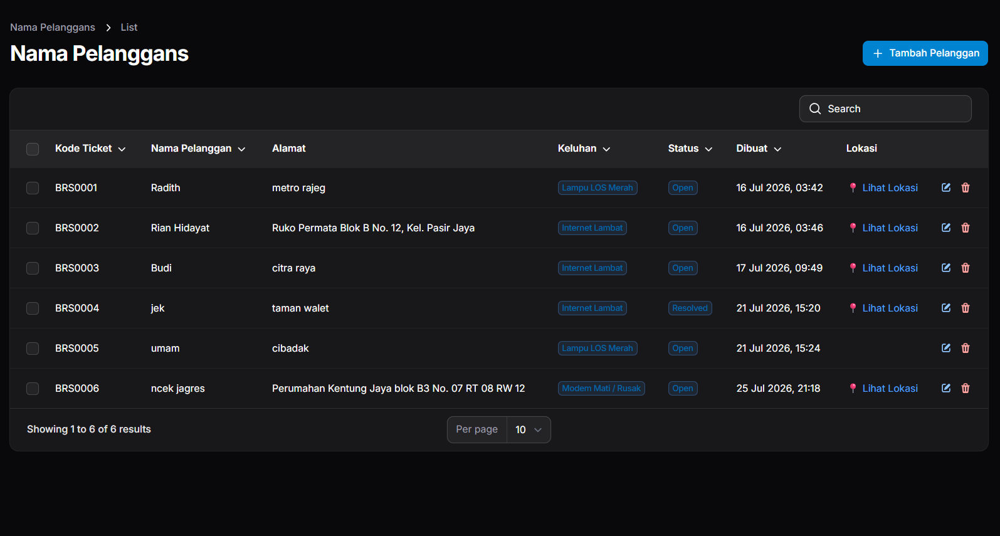 Nama Pelanggans > List
Nama Pelanggans
+ Tambah Pelanggan
Search
Kode Ticket Nama Pelanggan Alamat Keluhan Status Dibuat Lokasi
BRS0001 Radith metro rajeg Lampu LOS Merah Open 16 Jul 2026, 03:42 Lihat Lokasi
BRS0002 Rian Hidayat Ruko Permata Blok B No. 12, Kel. Pasir Jaya Internet Lambat Open 16 Jul 2026, 03:46 Lihat Lokasi
BRS0003 Budi citra raya Internet Lambat Open 17 Jul 2026, 09:49 Lihat Lokasi
BRS0004 jek taman walet Internet Lambat Resolved 21 Jul 2026, 15:20 Lihat Lokasi
BRS0005 umam cibadak Lampu LOS Merah Open 21 Jul 2026, 15:24
BRS0006 ncek jagres Perumahan Kentung Jaya blok B3 No. 07 RT 08 RW 12 Modem Mati / Rusak Open 25 Jul 2026, 21:18 Lihat Lokasi
Showing 1 to 6 of 6 results Per page 10